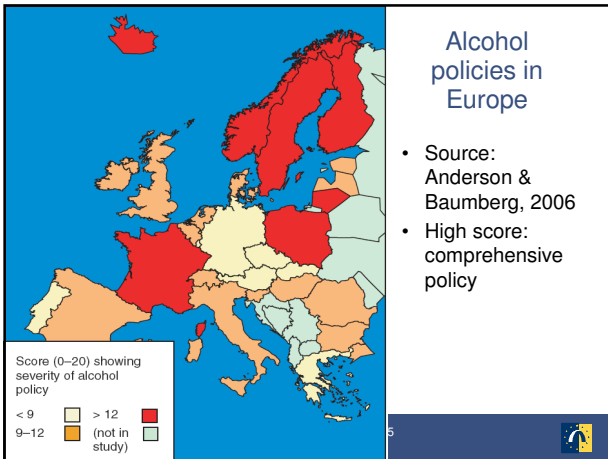 Alcohol
policies in
Europe
• Source:
Anderson &
Baumberg, 2006
• High score:
comprehensive
policy
Score (0–20) showing
severity of alcohol
policy
< 9 > 12
9–12 (not in
study)
5